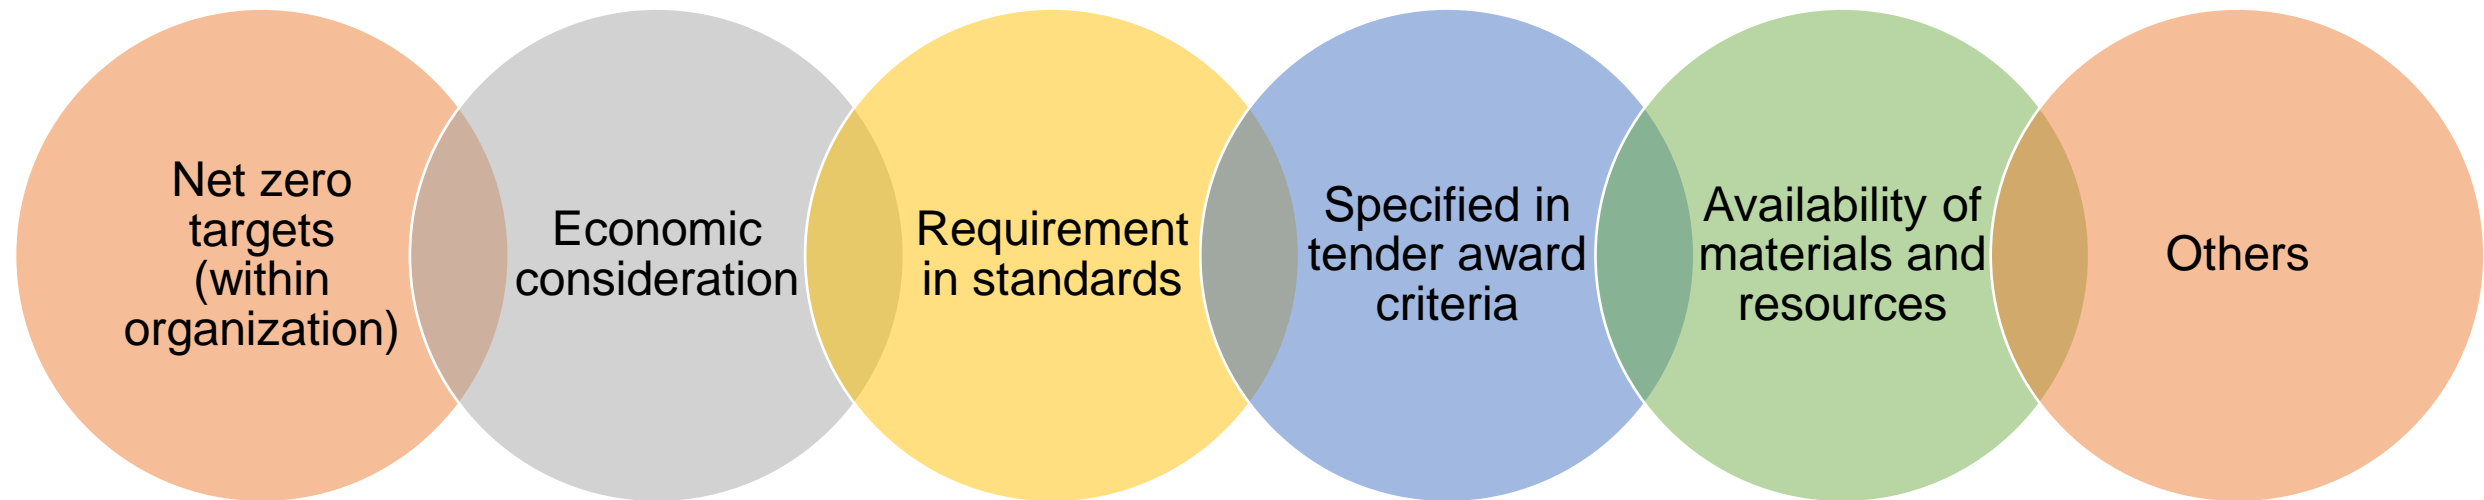 Net zero
targets
(within
organization)
Economic
consideration
Requirement
in standards
Specified in
tender award
criteria
Availability of
materials and
resources
Others